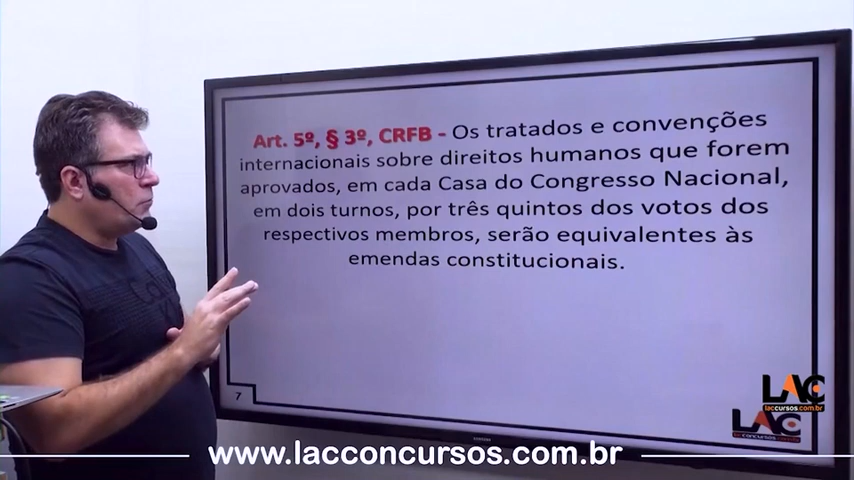 Art. 5º, § 3º, CRFB - Os tratados e convenções
internacionais sobre direitos humanos que forem
aprovados, em cada Casa do Congresso Nacional,
em dois turnos, por três quintos dos votos dos
respectivos membros, serão equivalentes às
emendas constitucionais.
7
LAC
laccursos.com.br
LAC
www.lacconcursos.com.br